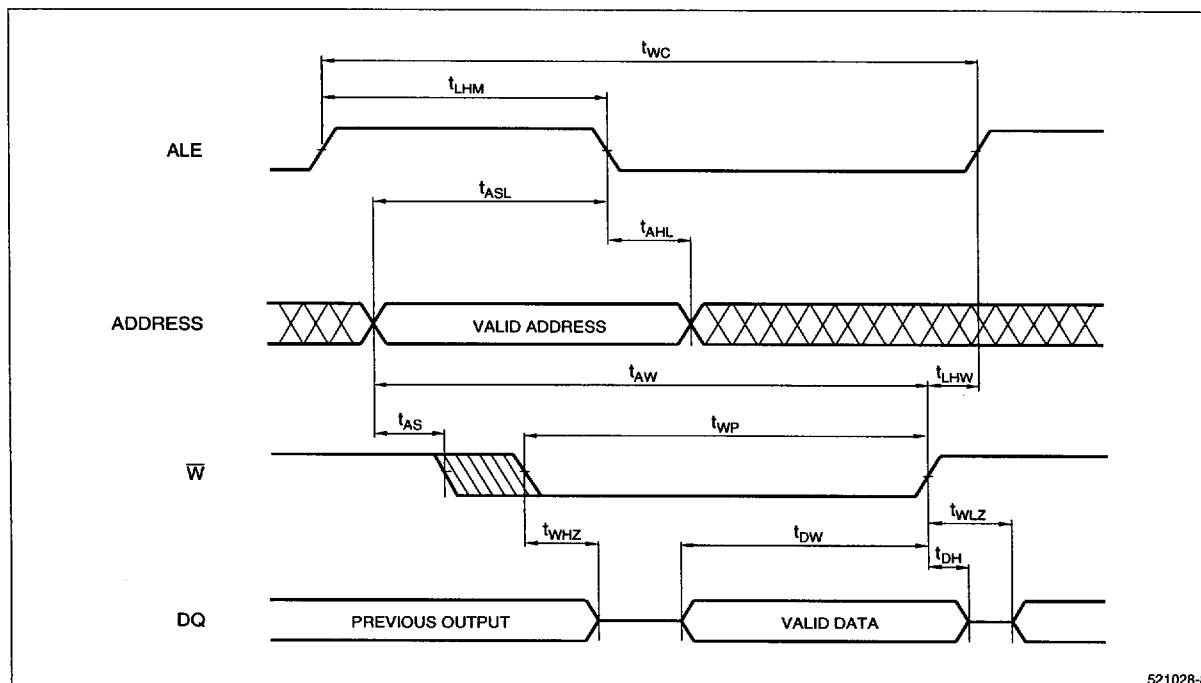 tWC
tLHM
ALE
tASL
tAHL
ADDRESS
VALID ADDRESS
tAW
tLHW
tAS
tWP
W̅
tWHZ
tDW
tWLZ
tDH
DQ
PREVIOUS OUTPUT
VALID DATA
521028-